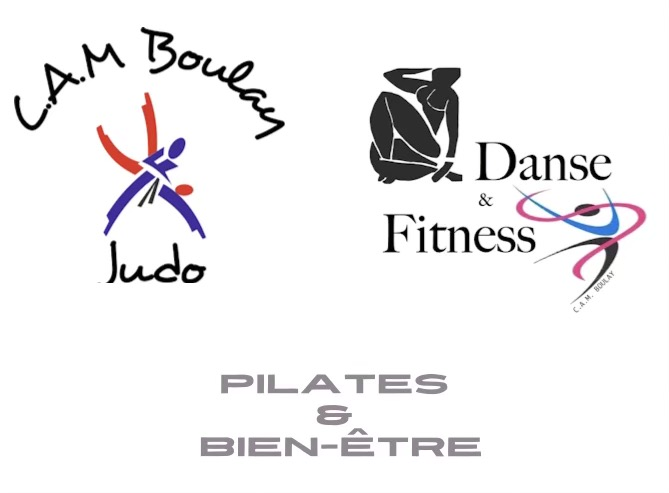 C.A.M Boulay
Judo
Danse
&
Fitness
C.A.M. BOULAY
PILATES
&
BIEN-ÊTRE